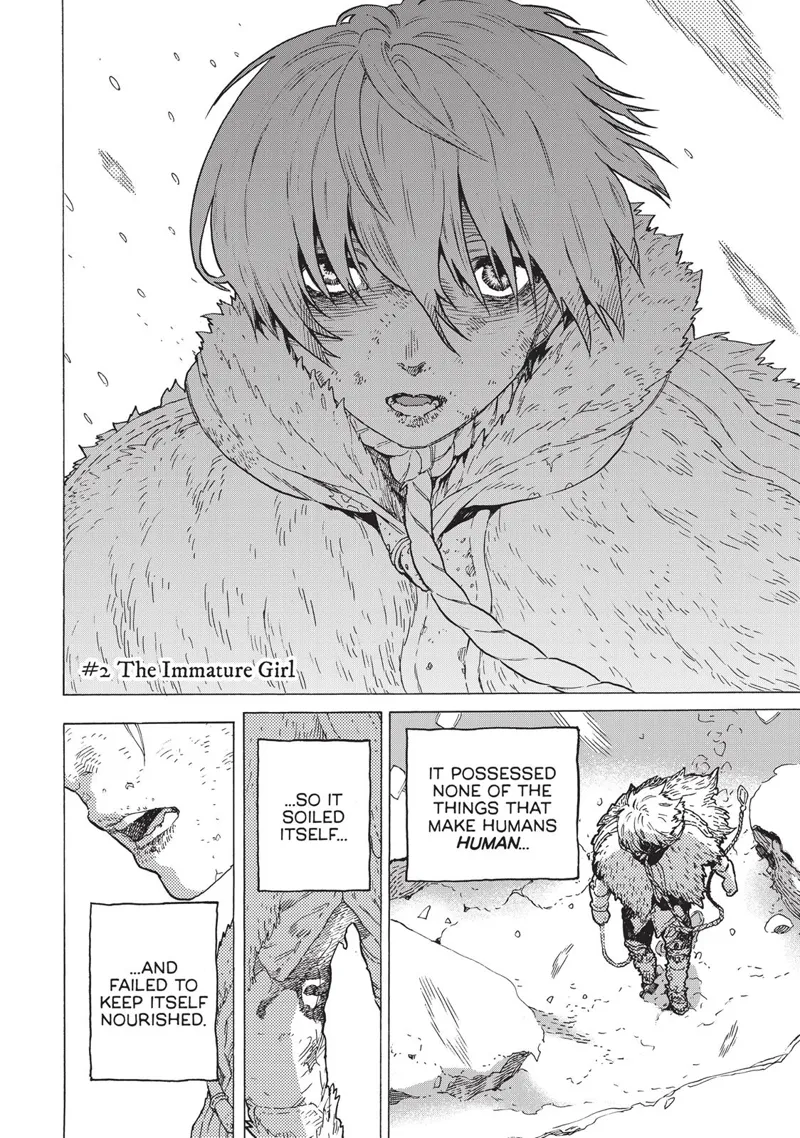 #2 The Immature Girl
IT POSSESSED
NONE OF THE
THINGS THAT
MAKE HUMANS
HUMAN...
...SO IT
SOILED
ITSELF...
...AND
FAILED TO
KEEP ITSELF
NOURISHED.